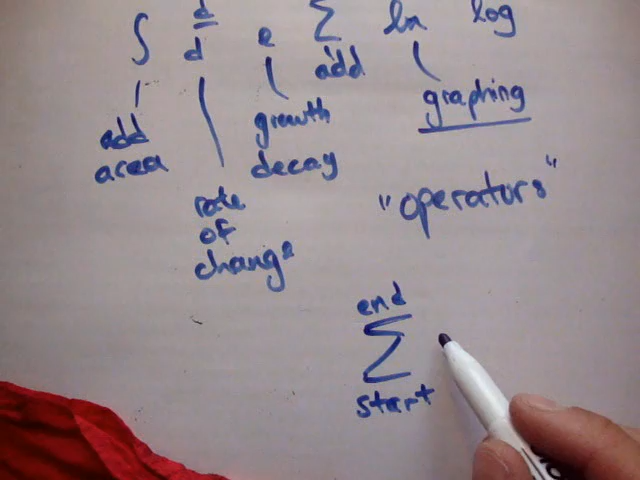 ∫ d/d e Σ ln log
add area
rate of change
growth decay
add
graphing
"operators"
end
Σ
start